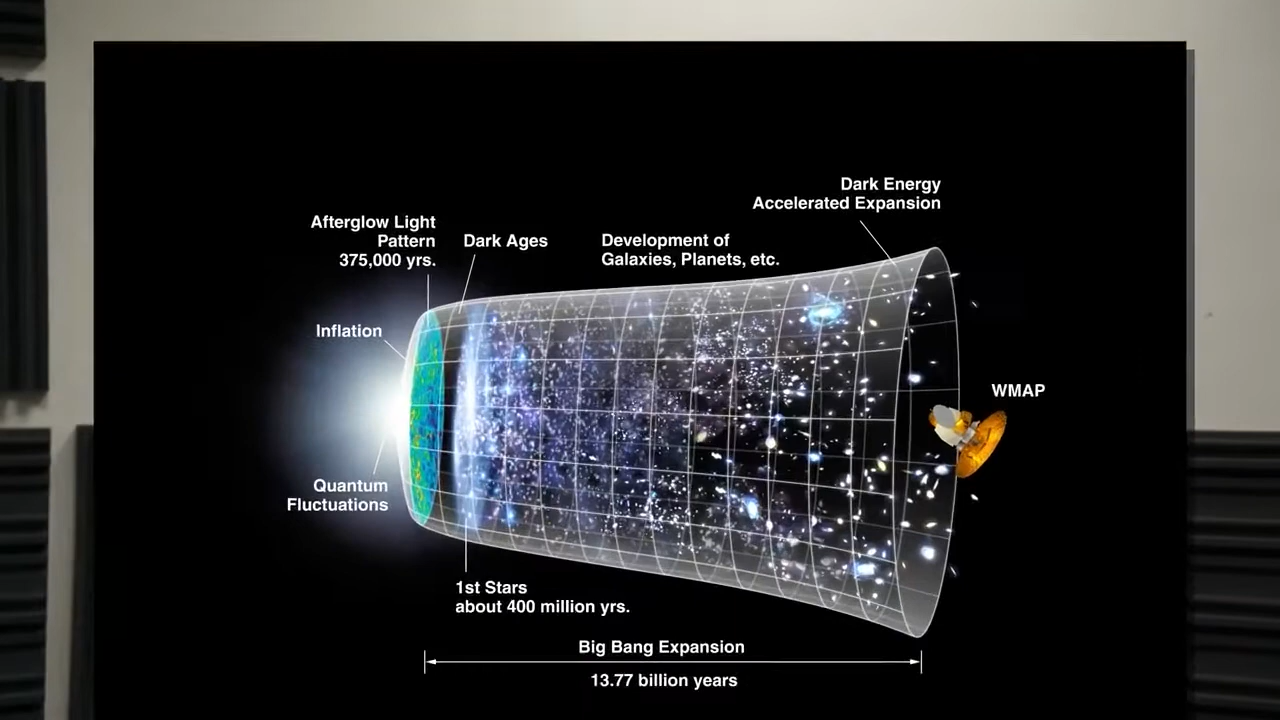 Dark Energy
Accelerated Expansion
Afterglow Light
Pattern
375,000 yrs.
Dark Ages
Development of
Galaxies, Planets, etc.
Inflation
WMAP
Quantum
Fluctuations
1st Stars
about 400 million yrs.
Big Bang Expansion
13.77 billion years